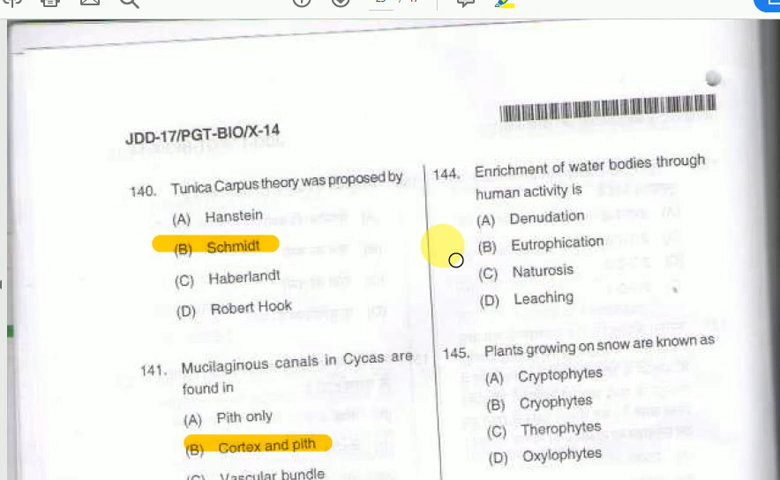 JDD-17/PGT-BIO/X-14
140. Tunica Carpus theory was proposed by
(A) Hanstein
(B) Schmidt
(C) Haberlandt
(D) Robert Hook
141. Mucilaginous canals in Cycas are
found in
(A) Pith only
(B) Cortex and pith
(C) Vascular bundle
144. Enrichment of water bodies through
human activity is
(A) Denudation
(B) Eutrophication
(C) Naturosis
(D) Leaching
145. Plants growing on snow are known as
(A) Cryptophytes
(B) Cryophytes
(C) Therophytes
(D) Oxylophytes